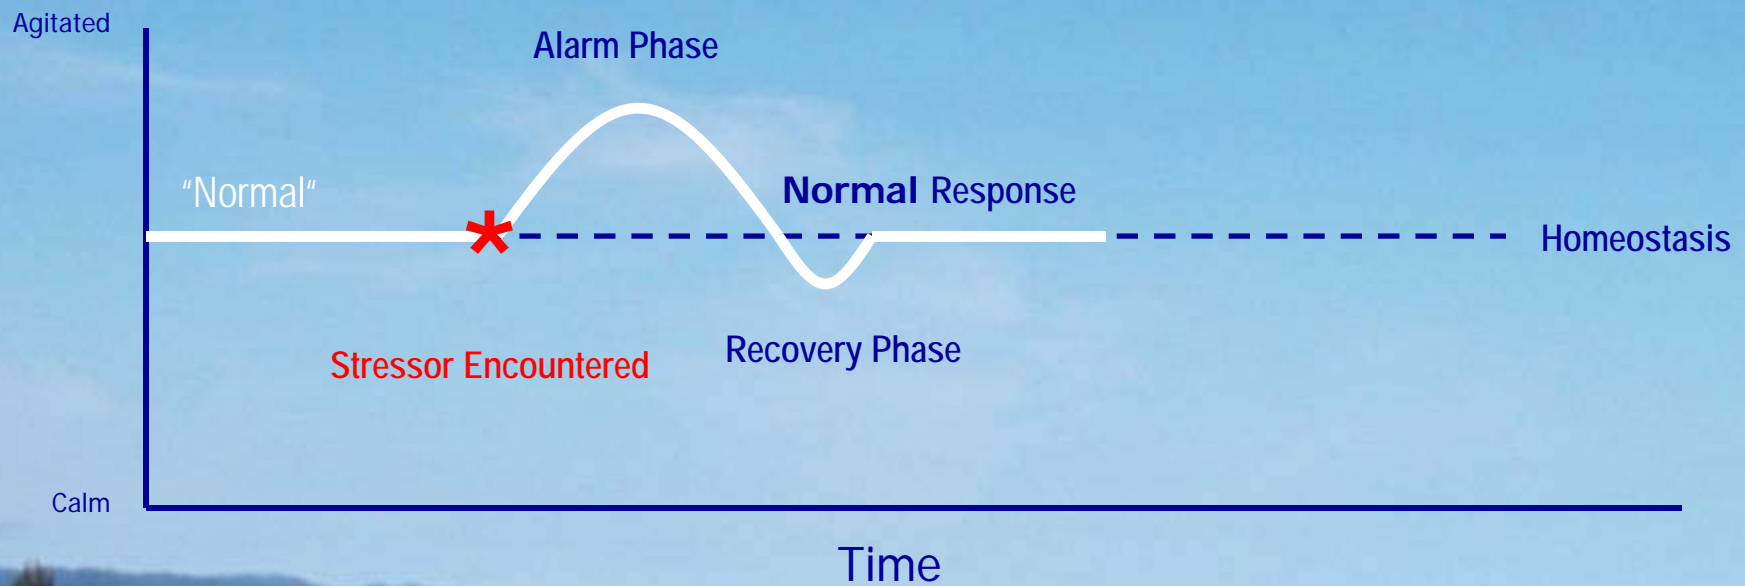 Agitated
Alarm Phase
“Normal“
Normal Response
*
Homeostasis
Stressor Encountered
Recovery Phase
Calm
Time